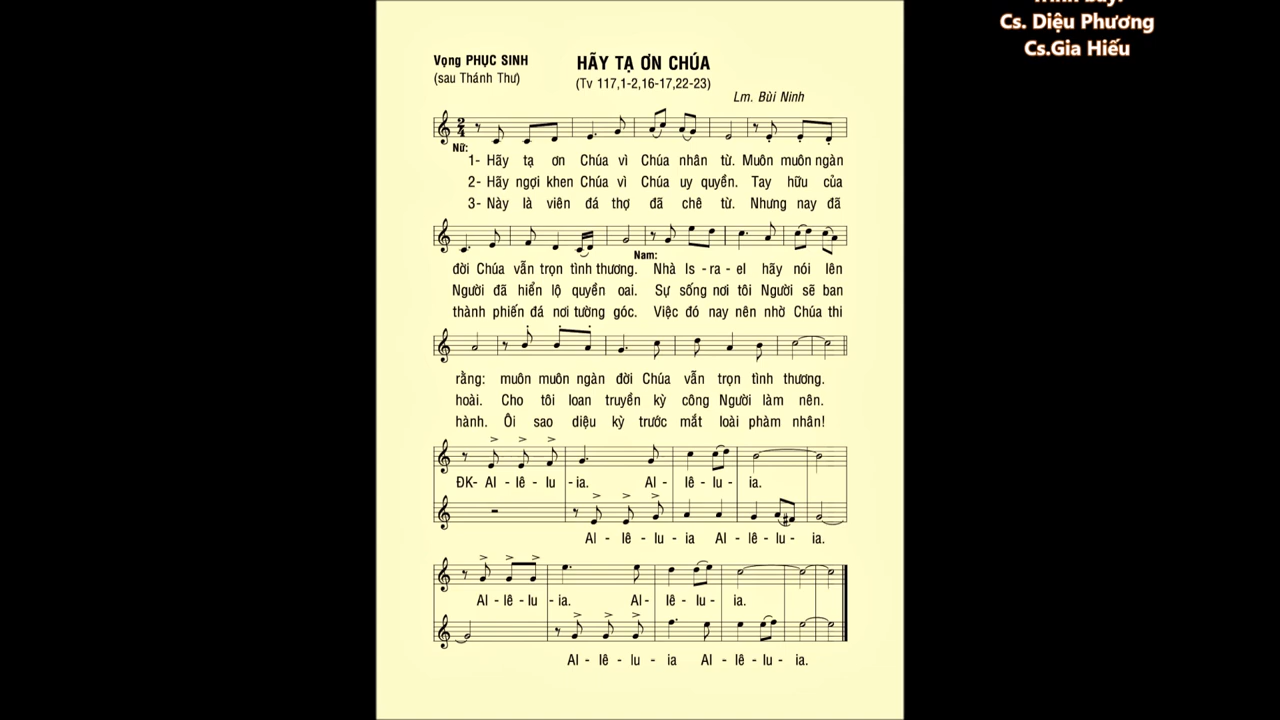 Trình bày:
Cs. Diệu Phương
Cs.Gia Hiếu
Vọng PHỤC SINH
(sau Thánh Thư)
HÃY TẠ ƠN CHÚA
(Tv 117,1-2,16-17,22-23)
Lm. Bùi Ninh
2
4
Nữ:
1- Hãy tạ ơn Chúa vì Chúa nhân từ. Muôn muôn ngàn
2- Hãy ngợi khen Chúa vì Chúa uy quyền. Tay hữu của
3- Này là viên đá thợ đã chê từ. Nhưng nay đã
Nam:
đời Chúa vẫn trọn tình thương. Nhà Is - ra - el hãy nói lên
Người đã hiển lộ quyền oai. Sự sống nơi tôi Người sẽ ban
thành phiến đá nơi tường góc. Việc đó nay nên nhờ Chúa thi
rằng: muôn muôn ngàn đời Chúa vẫn trọn tình thương.
hoài. Cho tôi loan truyền kỳ công Người làm nên.
hành. Ôi sao diệu kỳ trước mắt loài phàm nhân!
ĐK- Al - lê - lu - ia. Al - lê - lu - ia.
Al - lê - lu - ia Al - lê - lu - ia.
Al - lê - lu - ia. Al - lê - lu - ia.
Al - lê - lu - ia Al - lê - lu - ia.